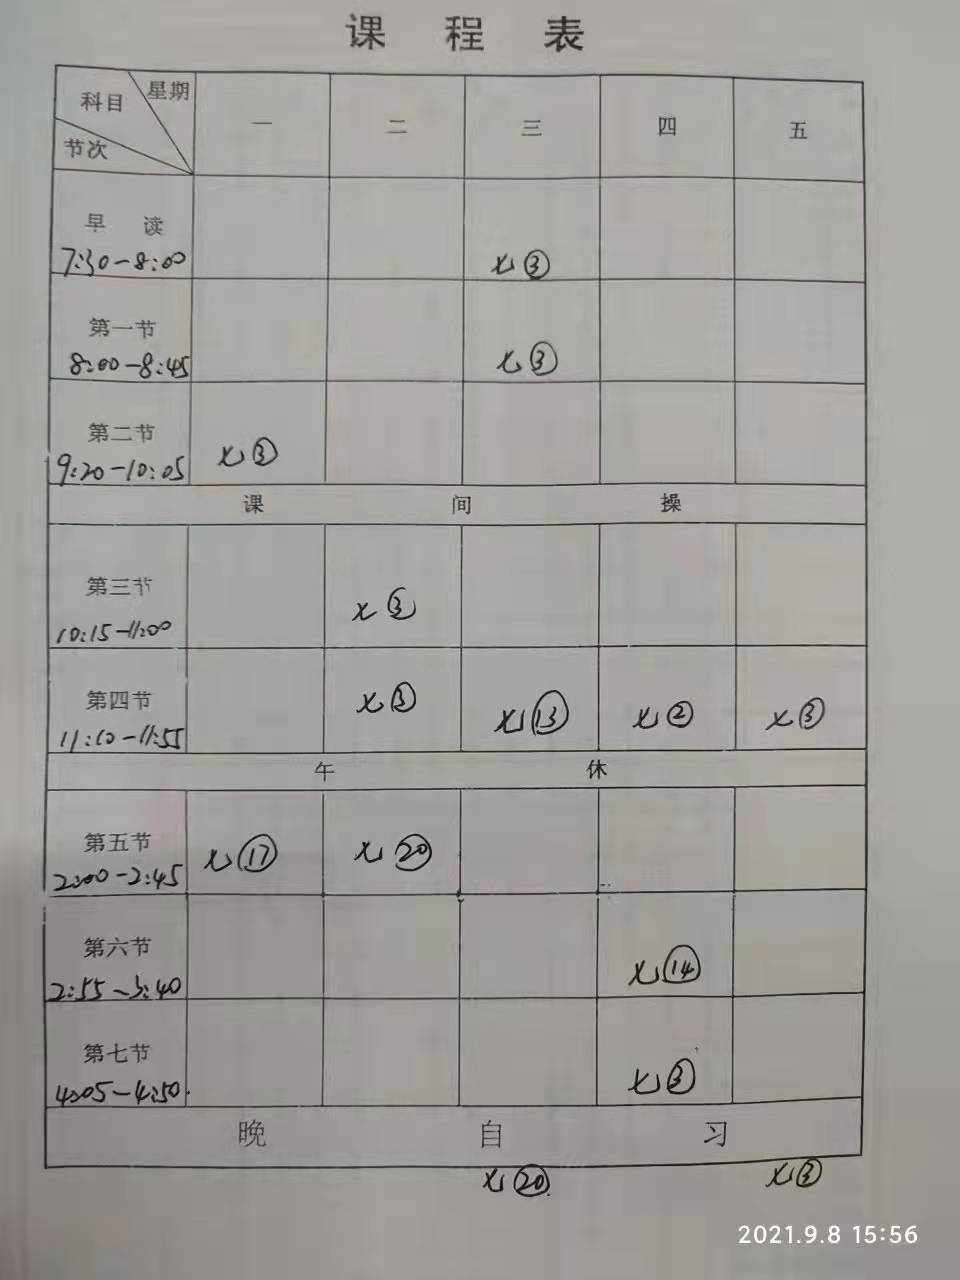 课 程 表
星期
科目
节次
一 二 三 四 五
早 读
7:30-8:00
七③
第一节
8:00-8:45
七③
第二节
9:20-10:05
七③
课 间 操
第三节
10:15-11:00
七③
第四节
11:10-11:55
七③ 七⑬ 七② 七③
午 休
第五节
2:00-2:45
七⑰ 七⑳
第六节
2:55-3:40
七⑭
第七节
4:05-4:50
七③
晚 自 习
七⑳ 七③
2021.9.8 15:56